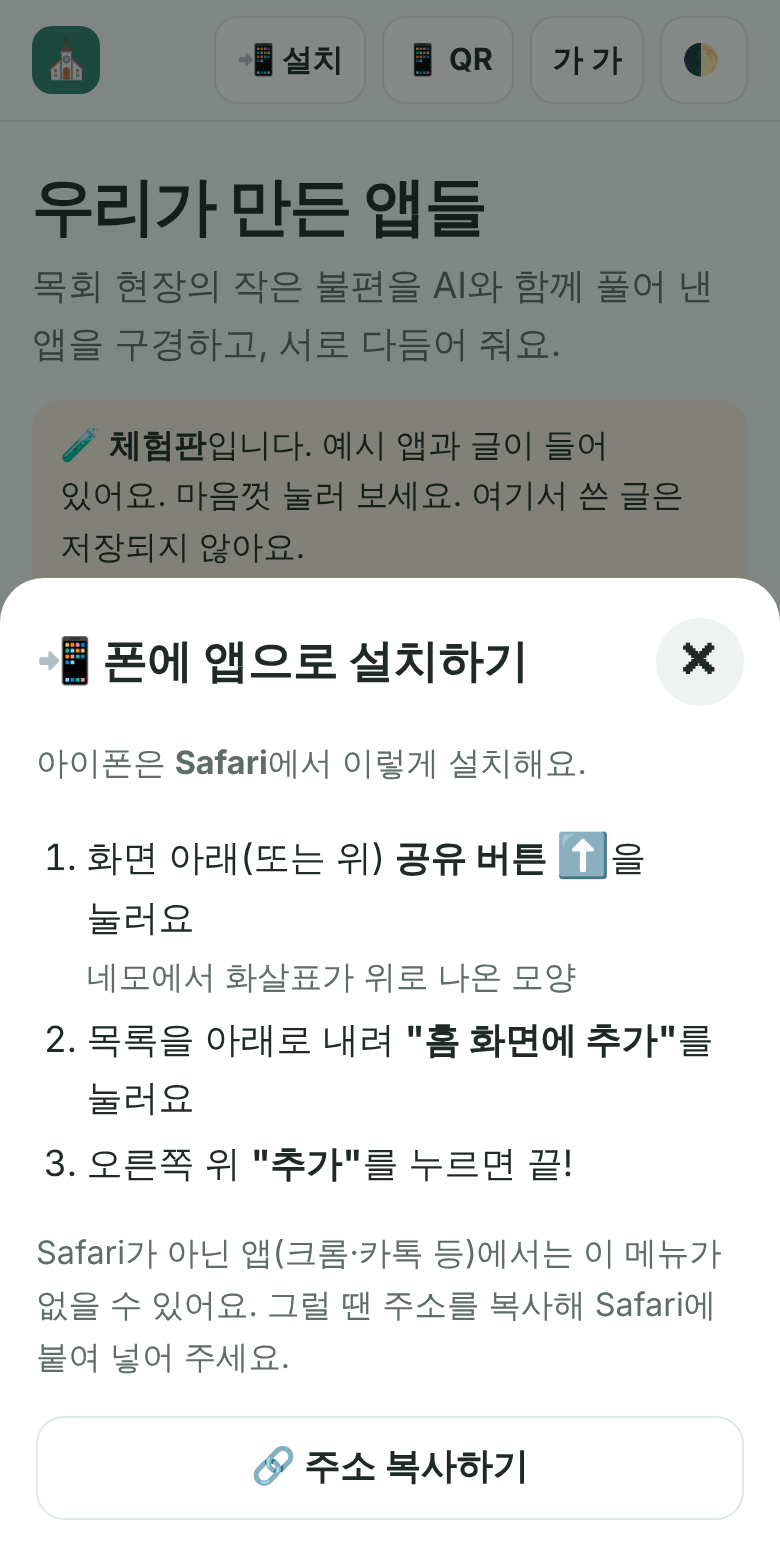 📲 설치
📱 QR
가 가
우리가 만든 앱들
목회 현장의 작은 불편을 AI와 함께 풀어 낸
앱을 구경하고, 서로 다듬어 줘요.
🧪 체험판입니다. 예시 앱과 글이 들어
있어요. 마음껏 눌러 보세요. 여기서 쓴 글은
저장되지 않아요.
📲 폰에 앱으로 설치하기
아이폰은 Safari에서 이렇게 설치해요.
1. 화면 아래(또는 위) 공유 버튼 ⬆️을
눌러요
네모에서 화살표가 위로 나온 모양
2. 목록을 아래로 내려 "홈 화면에 추가"를
눌러요
3. 오른쪽 위 "추가"를 누르면 끝!
Safari가 아닌 앱(크롬·카톡 등)에서는 이 메뉴가
없을 수 있어요. 그럴 땐 주소를 복사해 Safari에
붙여 넣어 주세요.
🔗 주소 복사하기